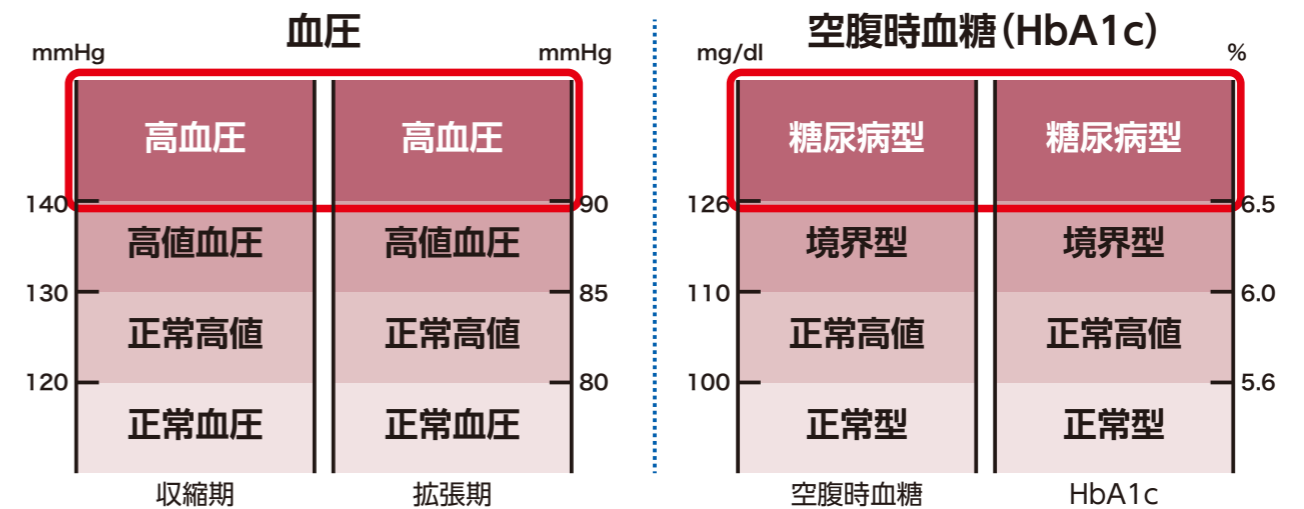 血圧
mmHg mmHg
高血圧 高血圧
140 90
高値血圧 高値血圧
130 85
正常高値 正常高値
120 80
正常血圧 正常血圧
収縮期 拡張期
空腹時血糖(HbA1c)
mg/dl %
糖尿病型 糖尿病型
126 6.5
境界型 境界型
110 6.0
正常高値 正常高値
100 5.6
正常型 正常型
空腹時血糖 HbA1c